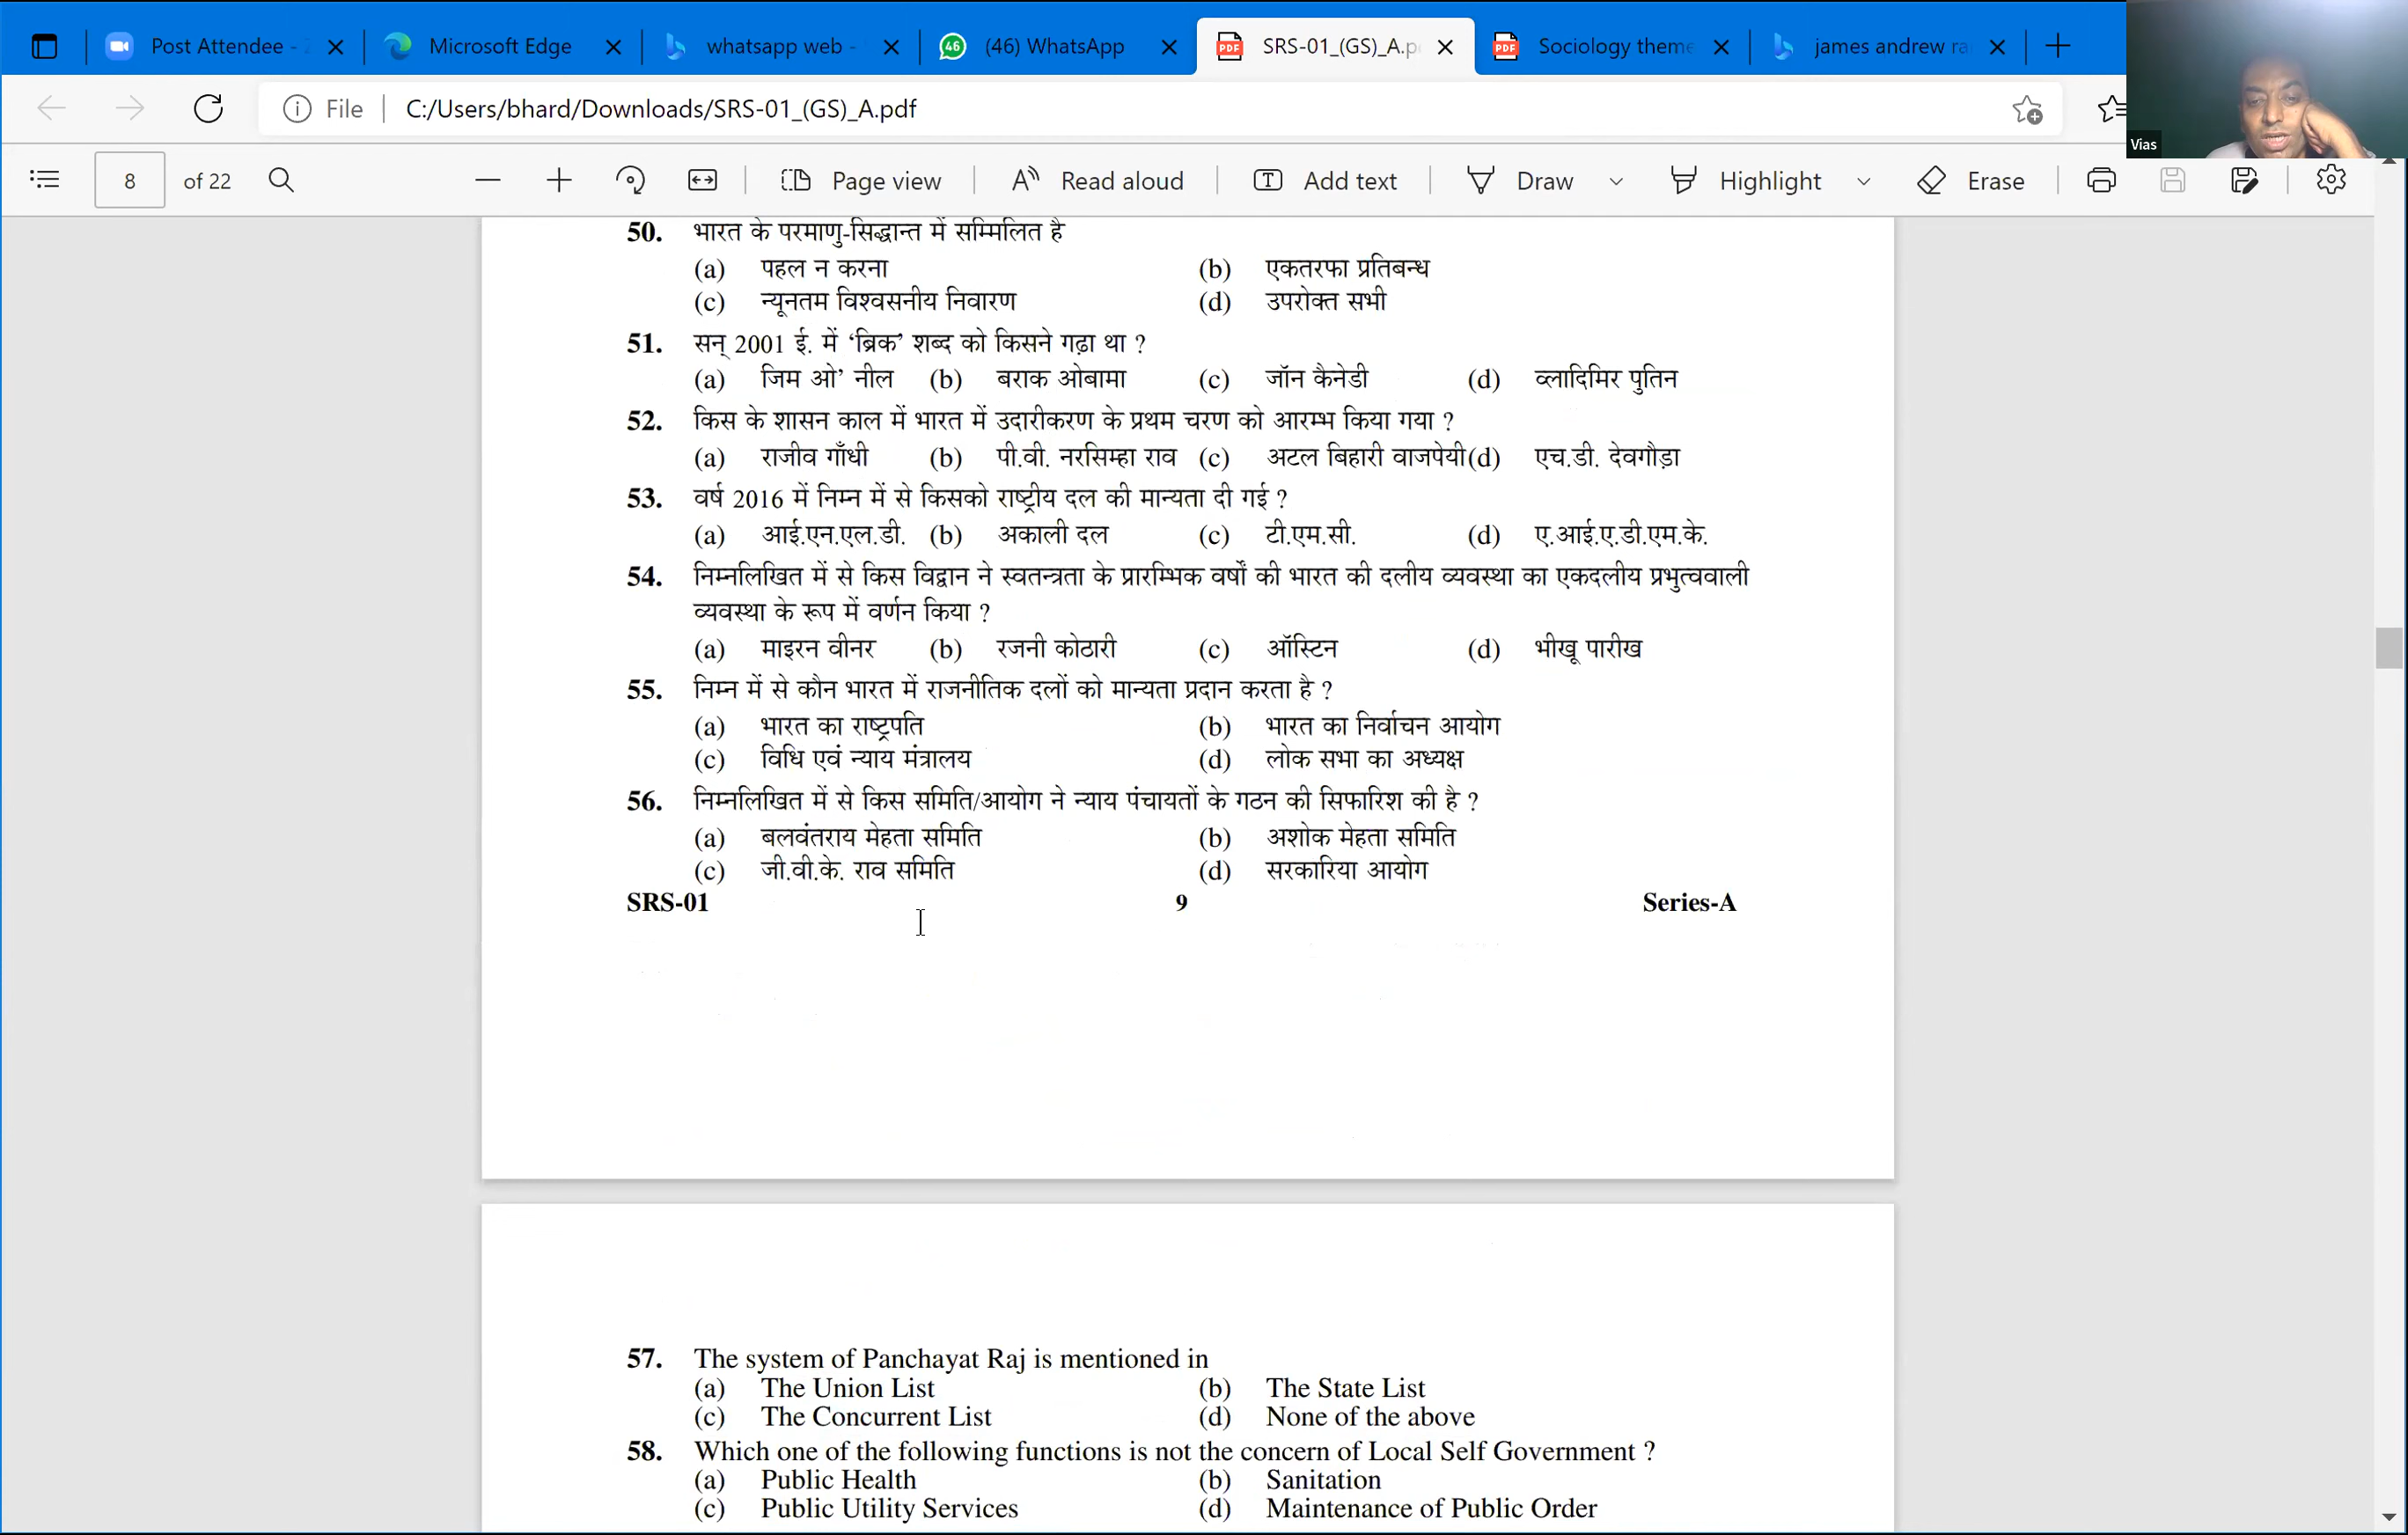 Post Attendee -
Microsoft Edge
whatsapp web -
46
(46) WhatsApp
PDF
SRS-01_(GS)_A.p
PDF
Sociology theme
james andrew ra
File
C:/Users/bhard/Downloads/SRS-01_(GS)_A.pdf
Vias
8 of 22
Page view
Read aloud
Add text
Draw
Highlight
Erase
50. भारत के परमाणु-सिद्धान्त में सम्मिलित है
(a) पहल न करना (b) एकतरफा प्रतिबन्ध
(c) न्यूनतम विश्वसनीय निवारण (d) उपरोक्त सभी
51. सन् 2001 ई. में ‘ब्रिक’ शब्द को किसने गढ़ा था ?
(a) जिम ओ’ नील (b) बराक ओबामा (c) जॉन कैनेडी (d) व्लादिमिर पुतिन
52. किस के शासन काल में भारत में उदारीकरण के प्रथम चरण को आरम्भ किया गया ?
(a) राजीव गाँधी (b) पी.वी. नरसिम्हा राव (c) अटल बिहारी वाजपेयी (d) एच.डी. देवगौड़ा
53. वर्ष 2016 में निम्न में से किसको राष्ट्रीय दल की मान्यता दी गई ?
(a) आई.एन.एल.डी. (b) अकाली दल (c) टी.एम.सी. (d) ए.आई.ए.डी.एम.के.
54. निम्नलिखित में से किस विद्वान ने स्वतन्त्रता के प्रारम्भिक वर्षों की भारत की दलीय व्यवस्था का एकदलीय प्रभुत्ववाली
व्यवस्था के रूप में वर्णन किया ?
(a) माइरन वीनर (b) रजनी कोठारी (c) ऑस्टिन (d) भीखू पारीख
55. निम्न में से कौन भारत में राजनीतिक दलों को मान्यता प्रदान करता है ?
(a) भारत का राष्ट्रपति (b) भारत का निर्वाचन आयोग
(c) विधि एवं न्याय मंत्रालय (d) लोक सभा का अध्यक्ष
56. निम्नलिखित में से किस समिति/आयोग ने न्याय पंचायतों के गठन की सिफारिश की है ?
(a) बलवंतराय मेहता समिति (b) अशोक मेहता समिति
(c) जी.वी.के. राव समिति (d) सरकारिया आयोग
SRS-01 9 Series-A
57. The system of Panchayat Raj is mentioned in
(a) The Union List (b) The State List
(c) The Concurrent List (d) None of the above
58. Which one of the following functions is not the concern of Local Self Government ?
(a) Public Health (b) Sanitation
(c) Public Utility Services (d) Maintenance of Public Order